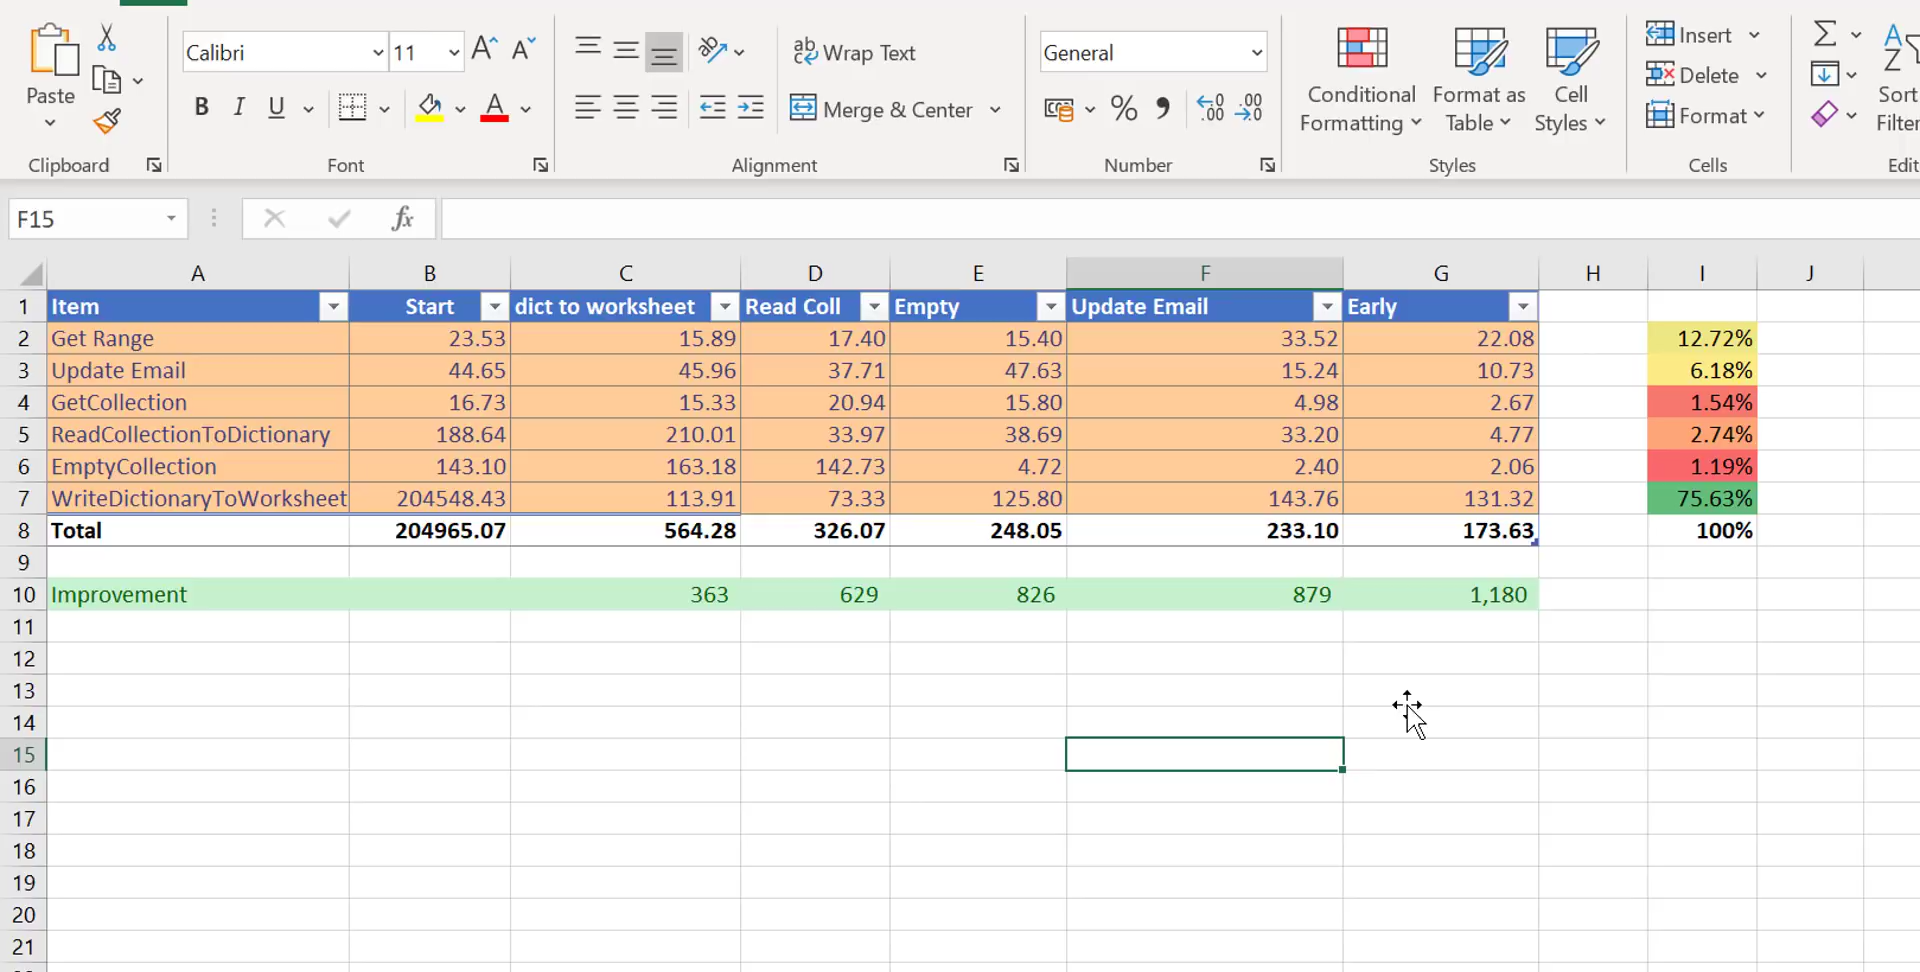 Paste
Clipboard
Calibri 11 A A
B I U A
Font
ab Wrap Text
Merge & Center
Alignment
General
% ,
Number
Conditional Formatting
Format as Table
Cell Styles
Styles
Insert
Delete
Format
Cells
Sort
Filter
Edit
F15 fx
A B C D E F G H I J
1 Item Start dict to worksheet Read Coll Empty Update Email Early
2 Get Range 23.53 15.89 17.40 15.40 33.52 22.08 12.72%
3 Update Email 44.65 45.96 37.71 47.63 15.24 10.73 6.18%
4 GetCollection 16.73 15.33 20.94 15.80 4.98 2.67 1.54%
5 ReadCollectionToDictionary 188.64 210.01 33.97 38.69 33.20 4.77 2.74%
6 EmptyCollection 143.10 163.18 142.73 4.72 2.40 2.06 1.19%
7 WriteDictionaryToWorksheet 204548.43 113.91 73.33 125.80 143.76 131.32 75.63%
8 Total 204965.07 564.28 326.07 248.05 233.10 173.63 100%
9
10 Improvement 363 629 826 879 1,180
11
12
13
14
15
16
17
18
19
20
21